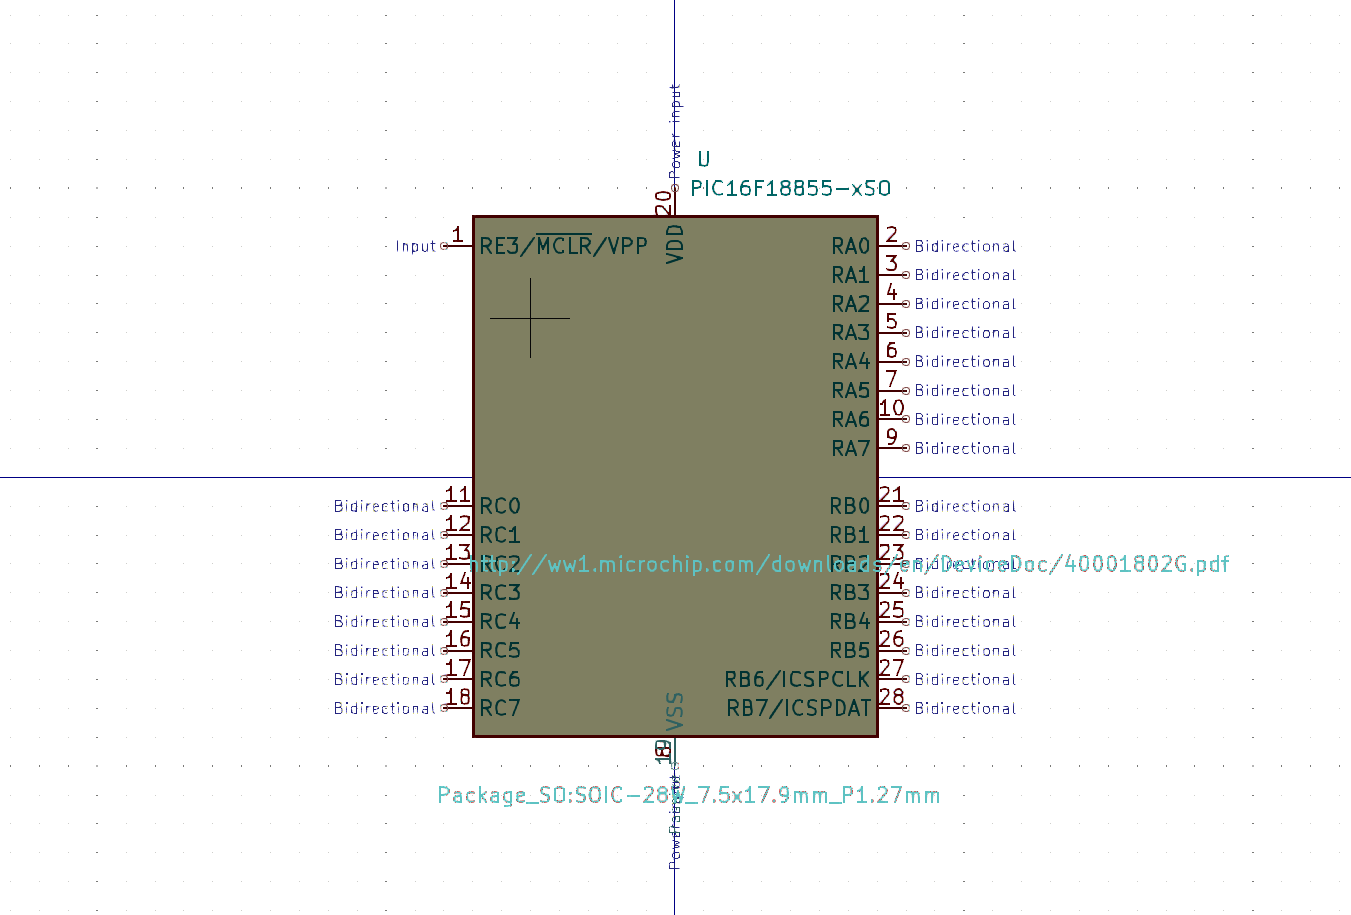 Power input
U
PIC16F18855-xSO
20
VDD
Input 1 RE3/MCLR/VPP
RA0 2 Bidirectional
RA1 3 Bidirectional
RA2 4 Bidirectional
RA3 5 Bidirectional
RA4 6 Bidirectional
RA5 7 Bidirectional
RA6 10 Bidirectional
RA7 9 Bidirectional
Bidirectional 11 RC0
RB0 21 Bidirectional
Bidirectional 12 RC1
RB1 22 Bidirectional
Bidirectional 13 RC2
RB2 23 Bidirectional
http://ww1.microchip.com/downloads/en/DeviceDoc/40001802G.pdf
Bidirectional 14 RC3
RB3 24 Bidirectional
Bidirectional 15 RC4
RB4 25 Bidirectional
Bidirectional 16 RC5
RB5 26 Bidirectional
Bidirectional 17 RC6
RB6/ICSPCLK 27 Bidirectional
Bidirectional 18 RC7
RB7/ICSPDAT 28 Bidirectional
VSS
Package_SO:SOIC-28W_7.5x17.9mm_P1.27mm